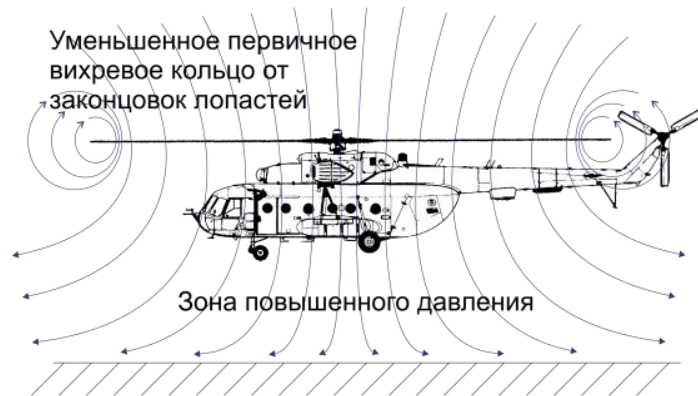 Уменьшенное первичное
вихревое кольцо от
законцовок лопастей
Зона повышенного давления